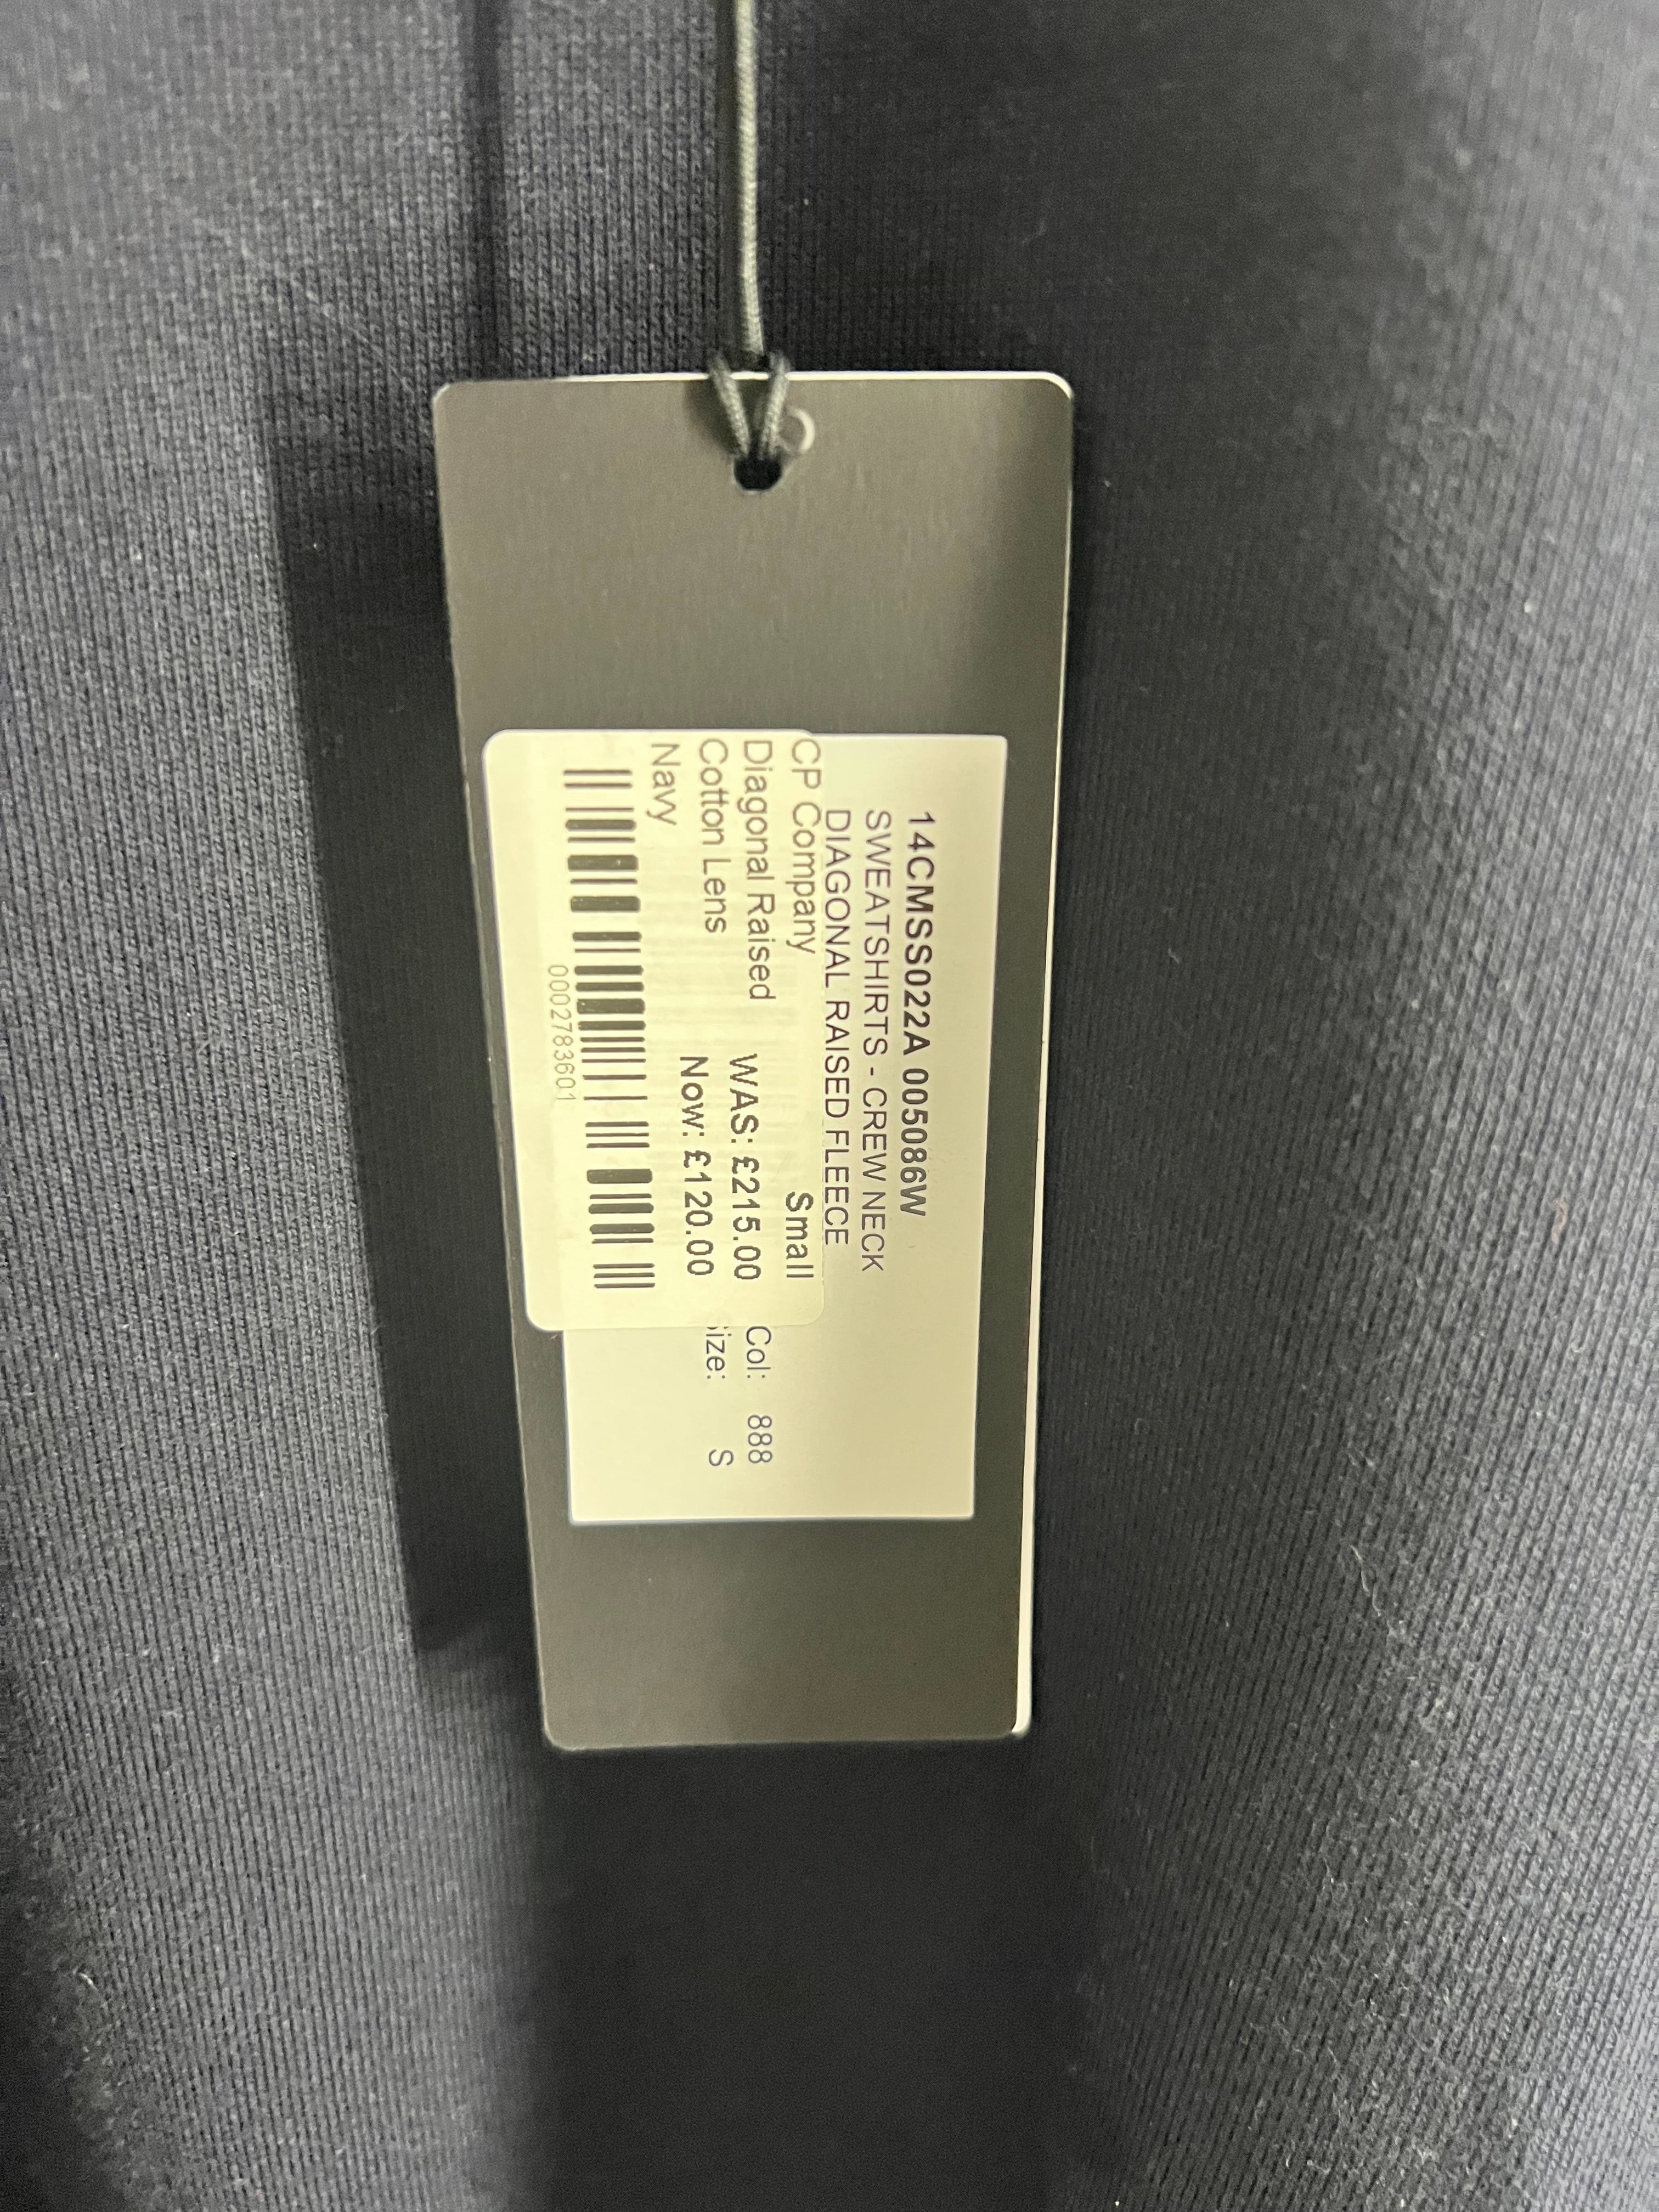 14CMSS022A 005086W
SWEATSHIRTS - CREW NECK
DIAGONAL RAISED FLEECE
CP Company Small
Diagonal Raised WAS: £215.00
Cotton Lens Now: £120.00
Navy
0002783601
Col: 888
ize: S